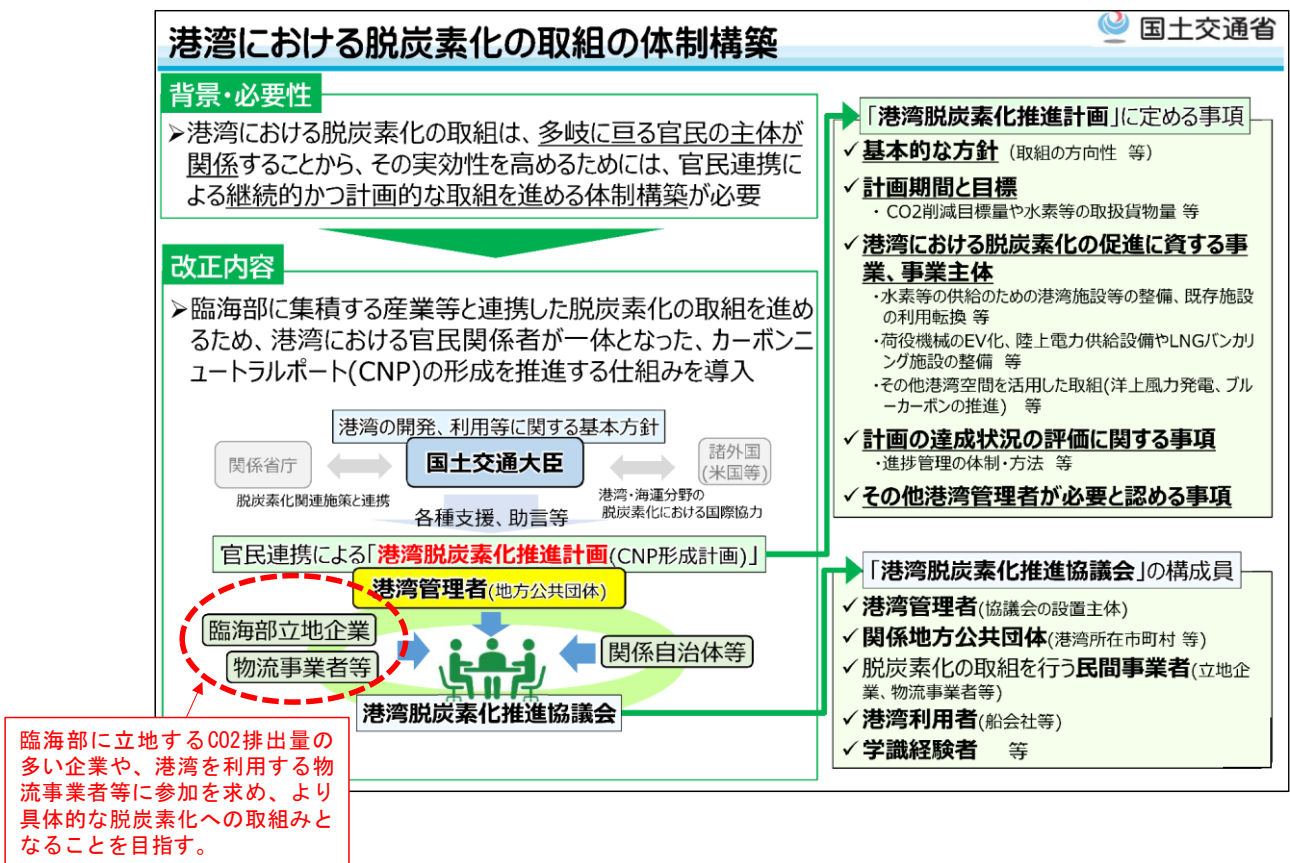 港湾における脱炭素化の取組の体制構築
国土交通省
背景・必要性
➢港湾における脱炭素化の取組は、多岐に亘る官民の主体が
関係することから、その実効性を高めるためには、官民連携に
よる継続的かつ計画的な取組を進める体制構築が必要
改正内容
➢臨海部に集積する産業等と連携した脱炭素化の取組を進め
るため、港湾における官民関係者が一体となった、カーボンニ
ュートラルポート(CNP)の形成を推進する仕組みを導入
港湾の開発、利用等に関する基本方針
関係省庁
国土交通大臣
諸外国
(米国等)
脱炭素化関連施策と連携
港湾・海運分野の
脱炭素化における国際協力
各種支援、助言等
官民連携による「港湾脱炭素化推進計画(CNP形成計画)」
港湾管理者(地方公共団体)
臨海部立地企業
物流事業者等
関係自治体等
港湾脱炭素化推進協議会
臨海部に立地するCO2排出量の
多い企業や、港湾を利用する物
流事業者等に参加を求め、より
具体的な脱炭素化への取組みと
なることを目指す。
「港湾脱炭素化推進計画」に定める事項
✓基本的な方針 (取組の方向性 等)
✓計画期間と目標
・CO2削減目標量や水素等の取扱貨物量 等
✓港湾における脱炭素化の促進に資する事
業、事業主体
・水素等の供給のための港湾施設等の整備、既存施設
の利用転換 等
・荷役機械のEV化、陸上電力供給設備やLNGバンカリ
ング施設の整備 等
・その他港湾空間を活用した取組(洋上風力発電、ブル
ーカーボンの推進) 等
✓計画の達成状況の評価に関する事項
・進捗管理の体制・方法 等
✓その他港湾管理者が必要と認める事項
「港湾脱炭素化推進協議会」の構成員
✓港湾管理者(協議会の設置主体)
✓関係地方公共団体(港湾所在市町村 等)
✓脱炭素化の取組を行う民間事業者(立地企
業、物流事業者等)
✓港湾利用者(船会社等)
✓学識経験者 等